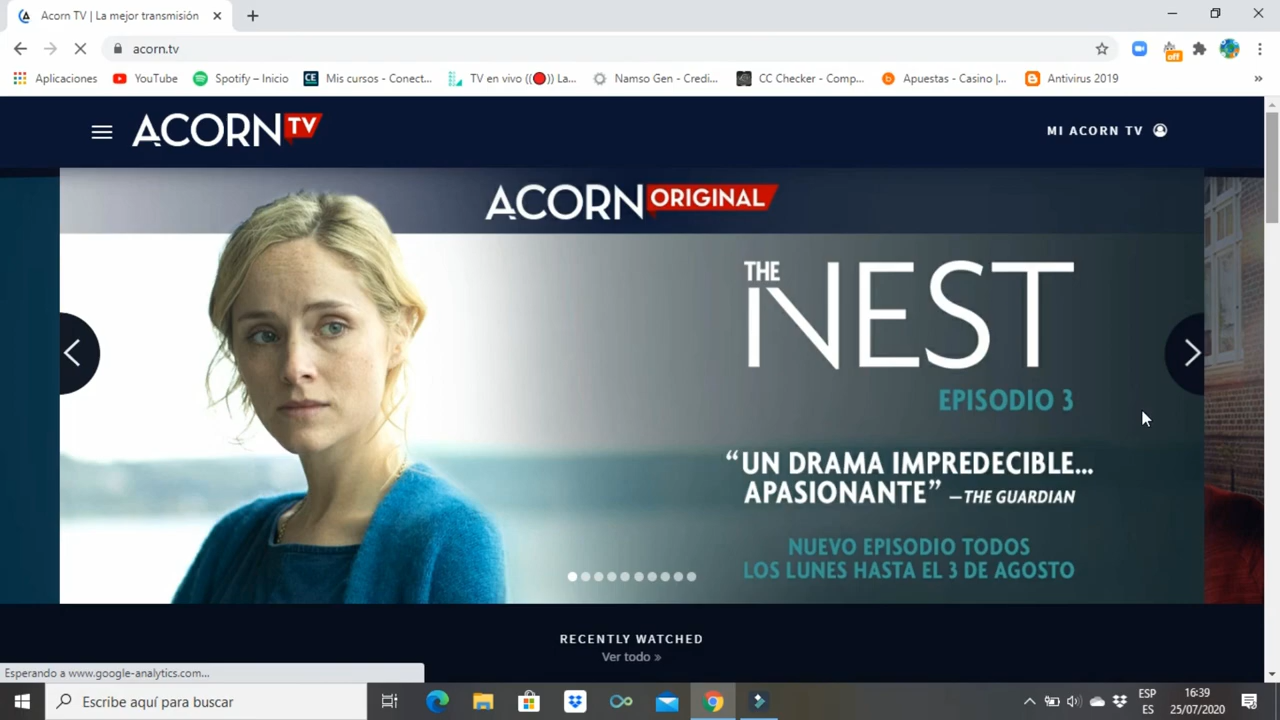 Acorn TV | La mejor transmisión
acorn.tv
Aplicaciones
YouTube
Spotify – Inicio
Mis cursos - Conect...
TV en vivo ((🔴)) La...
Namso Gen - Credi...
CC Checker - Comp...
Apuestas - Casino |...
Antivirus 2019
»
off
ACORN TV
MI ACORN TV
ACORN ORIGINAL
THE
NEST
EPISODIO 3
“UN DRAMA IMPREDECIBLE...
APASIONANTE” —THE GUARDIAN
NUEVO EPISODIO TODOS
LOS LUNES HASTA EL 3 DE AGOSTO
RECENTLY WATCHED
Ver todo »
Esperando a www.google-analytics.com...
Escribe aquí para buscar
ESP
ES
16:39
25/07/2020